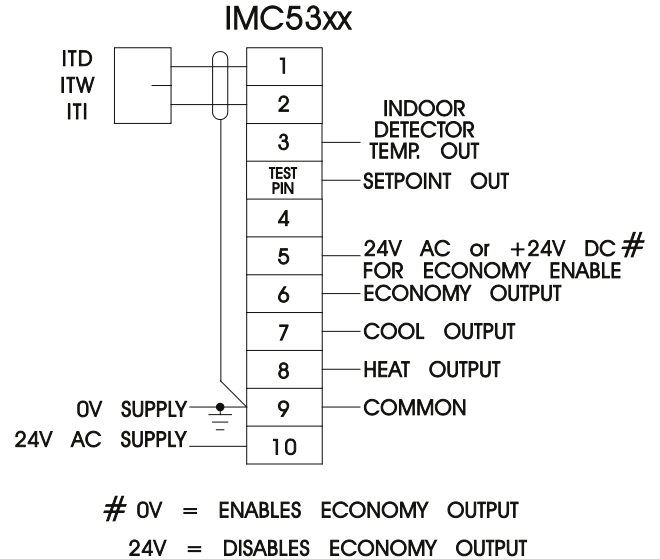 IMC53xx
ITD
ITW
ITI
1
2
3
INDOOR
DETECTOR
TEMP. OUT
TEST
PIN
SETPOINT OUT
4
5
24V AC or +24V DC #
FOR ECONOMY ENABLE
6
ECONOMY OUTPUT
7
COOL OUTPUT
8
HEAT OUTPUT
0V SUPPLY
9
COMMON
24V AC SUPPLY
10
# 0V = ENABLES ECONOMY OUTPUT
24V = DISABLES ECONOMY OUTPUT